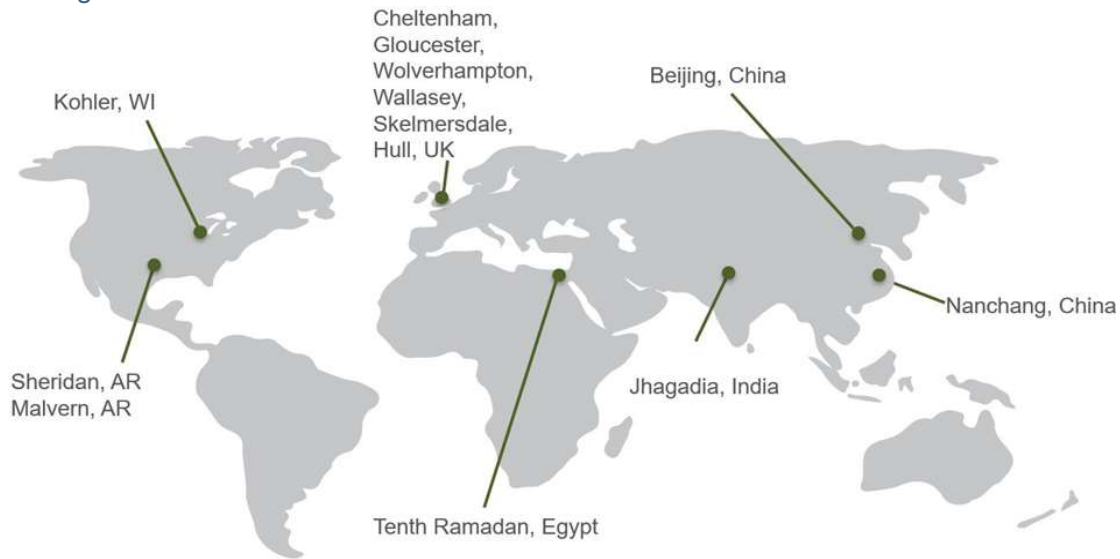 Cheltenham,
Gloucester,
Wolverhampton,
Wallasey,
Skelmersdale,
Hull, UK
Beijing, China
Kohler, WI
Nanchang, China
Sheridan, AR
Malvern, AR
Jhagadia, India
Tenth Ramadan, Egypt